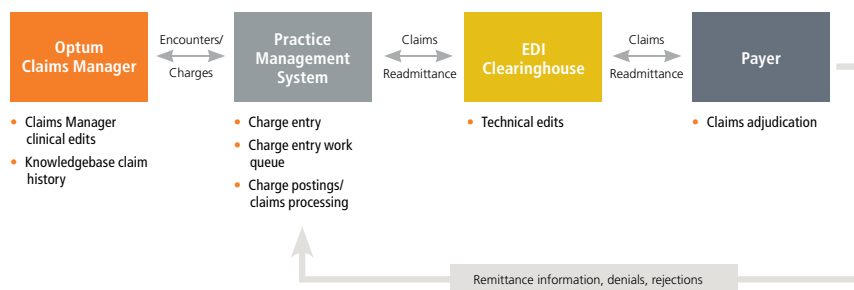 Optum
Claims Manager
Encounters/
Charges
Practice
Management
System
Claims
Readmittance
EDI
Clearinghouse
Claims
Readmittance
Payer
• Claims Manager
clinical edits
• Knowledgebase claim
history
• Charge entry
• Charge entry work
queue
• Charge postings/
claims processing
• Technical edits
• Claims adjudication
Remittance information, denials, rejections